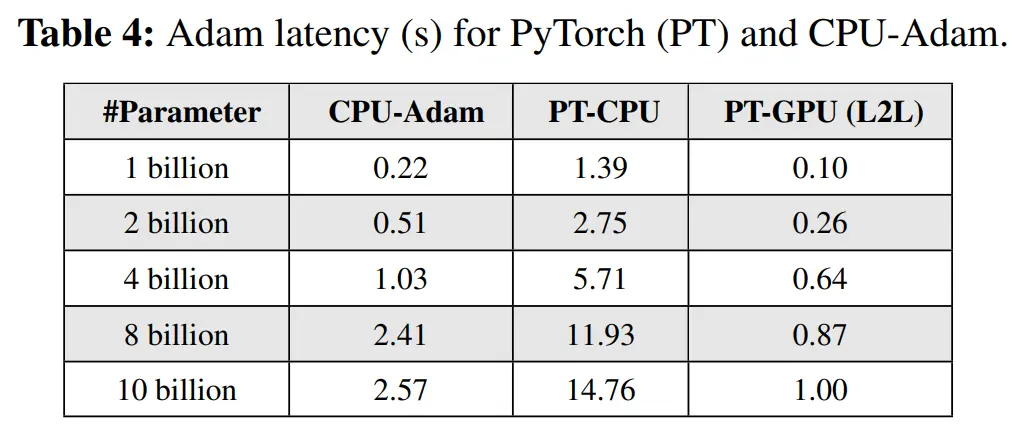 Table 4: Adam latency (s) for PyTorch (PT) and CPU-Adam.
#Parameter CPU-Adam PT-CPU PT-GPU (L2L)
1 billion 0.22 1.39 0.10
2 billion 0.51 2.75 0.26
4 billion 1.03 5.71 0.64
8 billion 2.41 11.93 0.87
10 billion 2.57 14.76 1.00